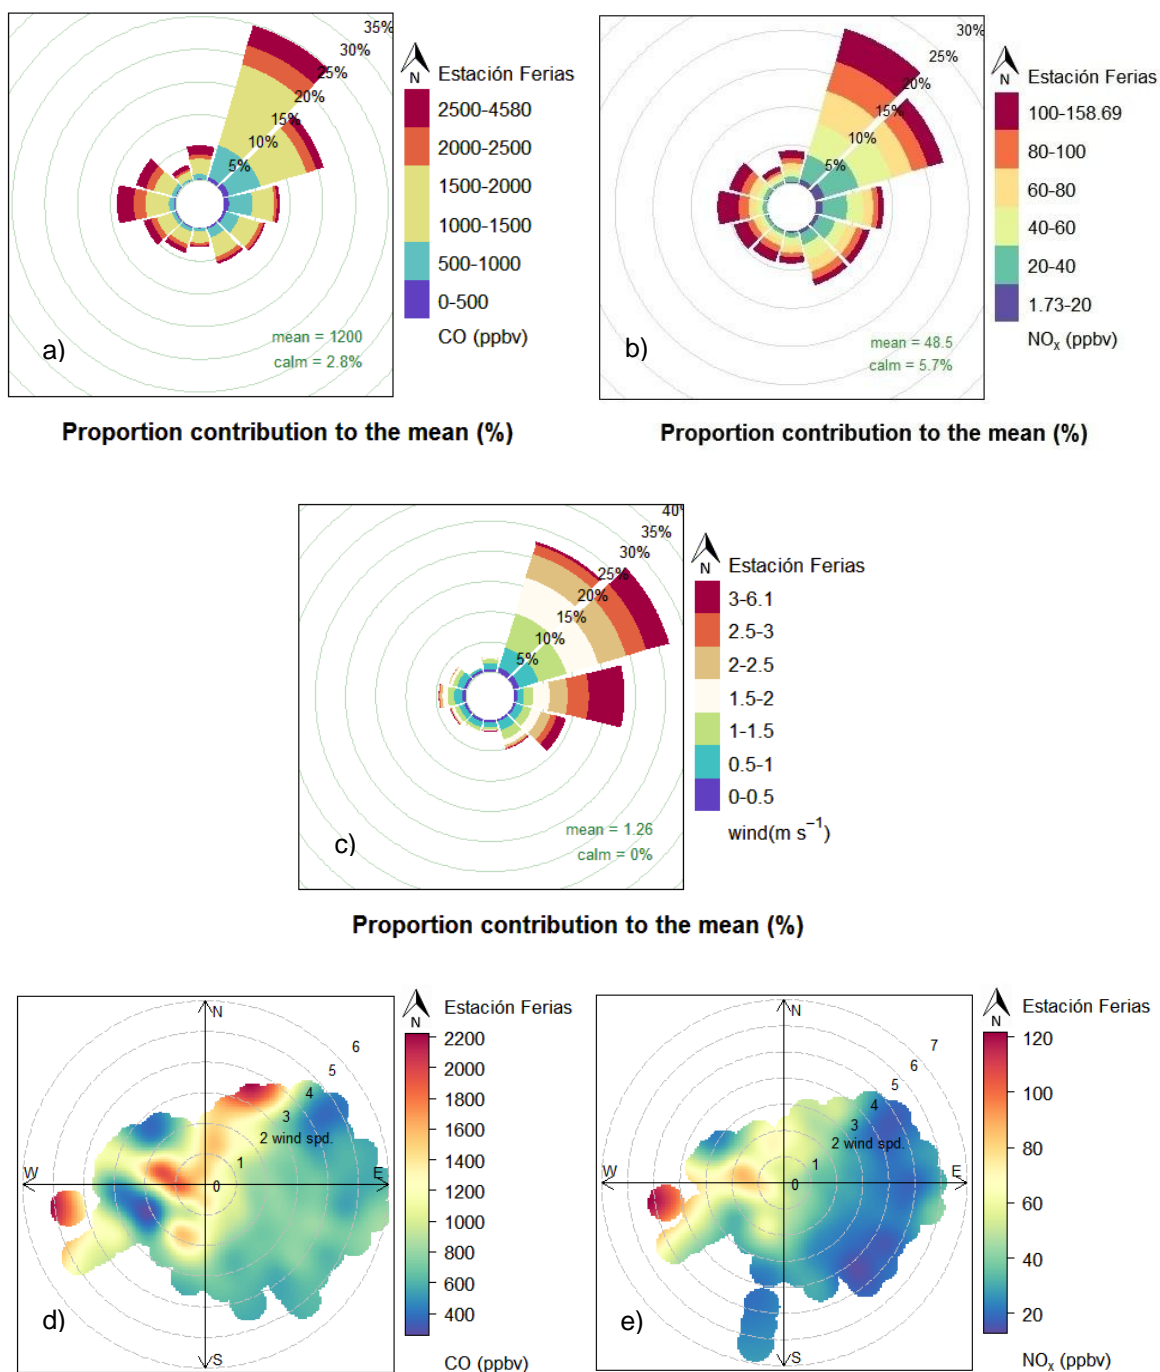 35%
30%
25%
20%
15%
10%
5%
mean = 1200
calm = 2.8%
a)
N
Estación Ferias
2500-4580
2000-2500
1500-2000
1000-1500
500-1000
0-500
CO (ppbv)
Proportion contribution to the mean (%)
30%
25%
20%
15%
10%
5%
mean = 48.5
calm = 5.7%
b)
N
Estación Ferias
100-158.69
80-100
60-80
40-60
20-40
1.73-20
NOₓ (ppbv)
Proportion contribution to the mean (%)
40%
35%
30%
25%
20%
15%
10%
5%
mean = 1.26
calm = 0%
c)
N
Estación Ferias
3-6.1
2.5-3
2-2.5
1.5-2
1-1.5
0.5-1
0-0.5
wind(m s⁻¹)
Proportion contribution to the mean (%)
N
6
5
4
3
2 wind spd.
1
0
W
E
S
d)
N
Estación Ferias
2200
2000
1800
1600
1400
1200
1000
800
600
400
CO (ppbv)
N
7
6
5
4
3
2 wind spd.
1
0
W
E
S
e)
N
Estación Ferias
120
100
80
60
40
20
NOₓ (ppbv)